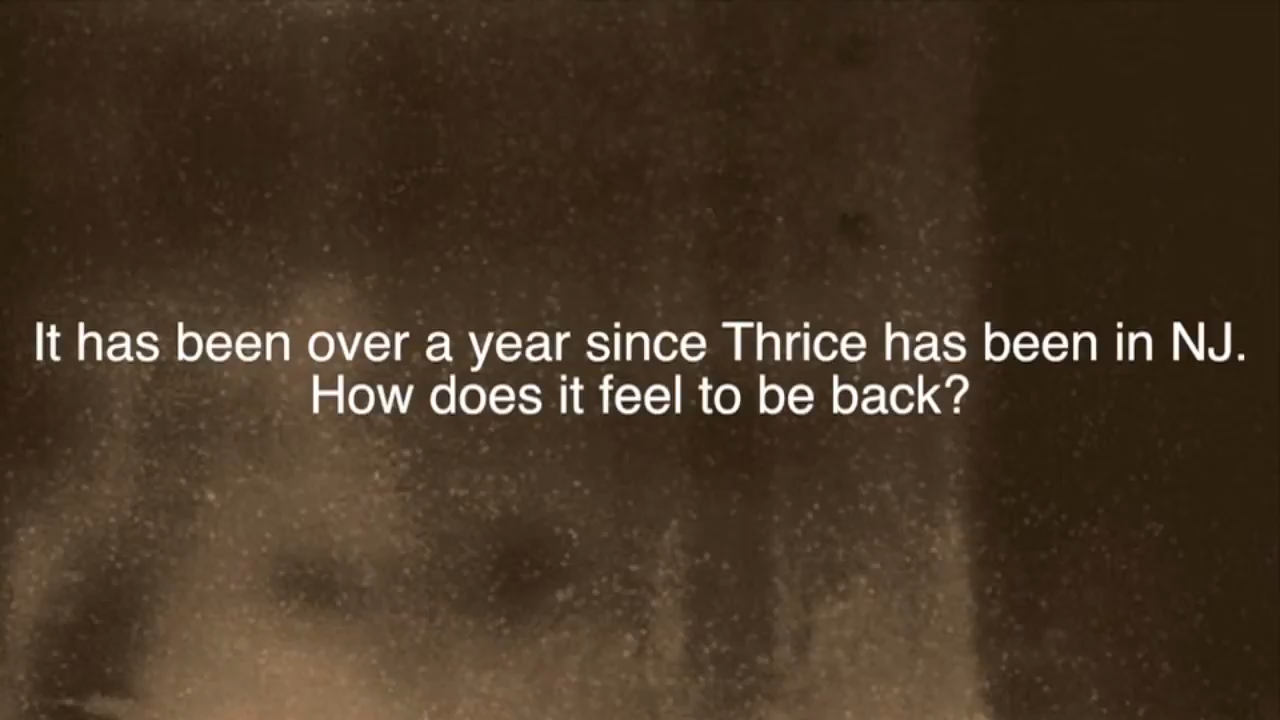 It has been over a year since Thrice has been in NJ.
How does it feel to be back?